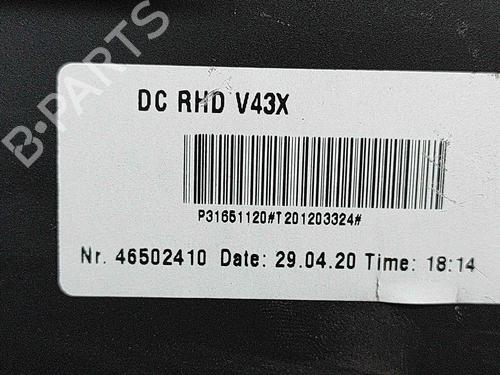 B-PARTS
DC RHD V43X
P31651120#T201203324#
Nr. 46502410 Date: 29.04.20 Time: 18:14